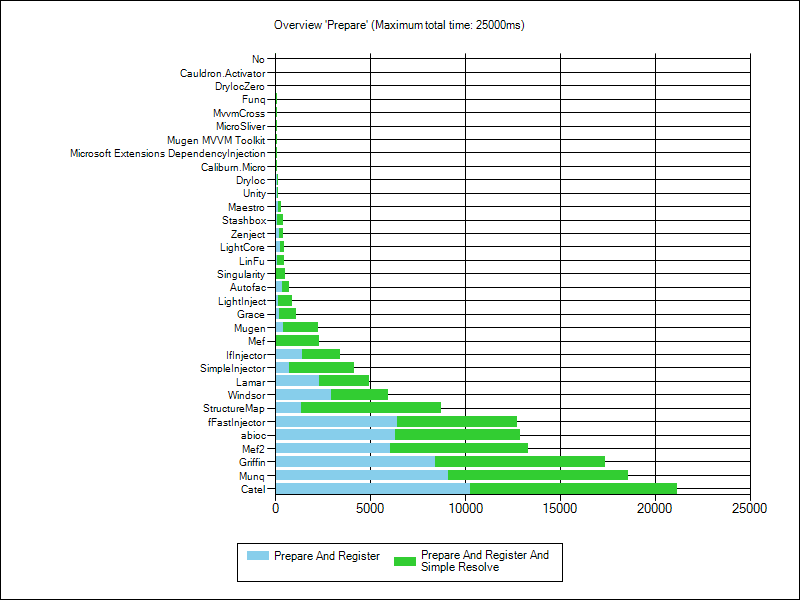 Overview 'Prepare' (Maximum total time: 25000ms)
No
Cauldron.Activator
DryIocZero
Funq
MvvmCross
MicroSliver
Mugen MVVM Toolkit
Microsoft Extensions DependencyInjection
Caliburn.Micro
DryIoc
Unity
Maestro
Stashbox
Zenject
LightCore
LinFu
Singularity
Autofac
LightInject
Grace
Mugen
Mef
IfInjector
SimpleInjector
Lamar
Windsor
StructureMap
fFastInjector
abioc
Mef2
Griffin
Munq
Catel
0 5000 10000 15000 20000 25000
Prepare And Register
Prepare And Register And
Simple Resolve